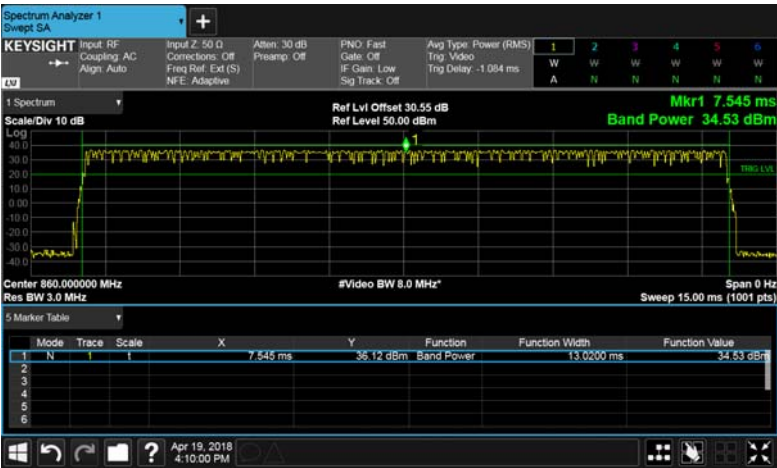 Spectrum Analyzer 1
Swept SA
+
KEYSIGHT Input: RF Input Z: 50 Ω Atten: 30 dB PNO: Fast Avg Type: Power (RMS) 1 2 3 4 5 6
Coupling: AC Corrections: Off Preamp: Off Gate: Off Trig: Video W W W W W W
Align: Auto Freq Ref: Ext (S) IF Gain: Low Trig Delay: -1.084 ms A N N N N N
LXI NFE: Adaptive Sig Track: Off
1 Spectrum Ref Lvl Offset 30.55 dB Mkr1 7.545 ms
Scale/Div 10 dB Ref Level 50.00 dBm Band Power 34.53 dBm
Log
1
40.0
30.0
TRIG LVL
20.0
10.0
0.00
-10.0
-20.0
-30.0
-40.0
Center 860.000000 MHz #Video BW 8.0 MHz* Span 0 Hz
Res BW 3.0 MHz Sweep 15.00 ms (1001 pts)
5 Marker Table
Mode Trace Scale X Y Function Function Width Function Value
1 N 1 t 7.545 ms 36.12 dBm Band Power 13.0200 ms 34.53 dBm
2
3
4
5
6
? Apr 19, 2018
4:10:00 PM